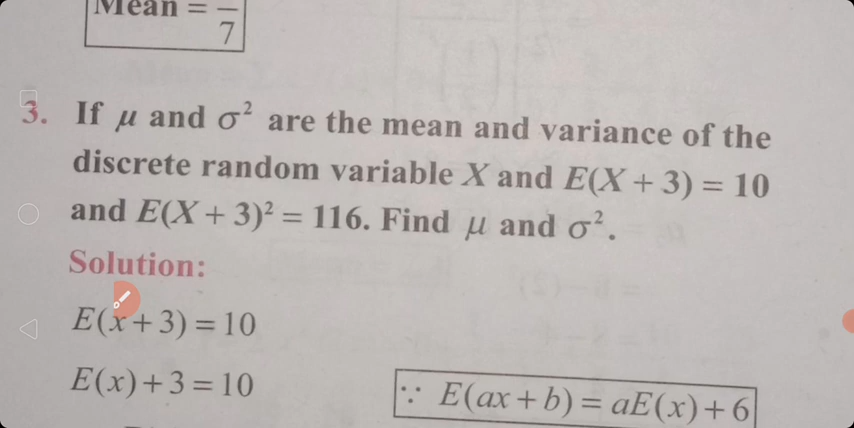 Mean = — 7
3. If μ and σ² are the mean and variance of the
discrete random variable X and E(X + 3) = 10
and E(X + 3)² = 116. Find μ and σ².
Solution:
E(x + 3) = 10
E(x) + 3 = 10
∵ E(ax + b) = aE(x) + 6